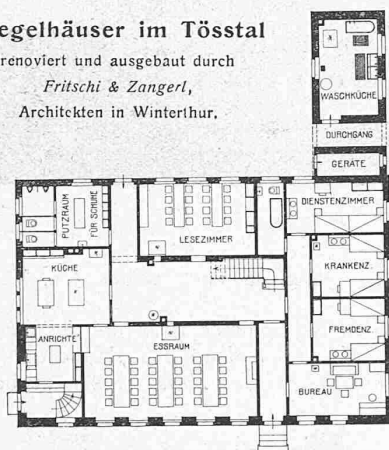 egelhäuser im Tösstal
renoviert und ausgebaut durch
Fritschi & Zangerl,
Architekten in Winterthur.
WASCHKÜCHE
DURCHGANG
GERÄTE
PUTZRAUM
FÜR SCHUHE
LESEZIMMER
DIENSTENZIMMER
KÜCHE
KRANKENZ.
FREMDENZ.
ANRICHTE
ESSRAUM
BUREAU